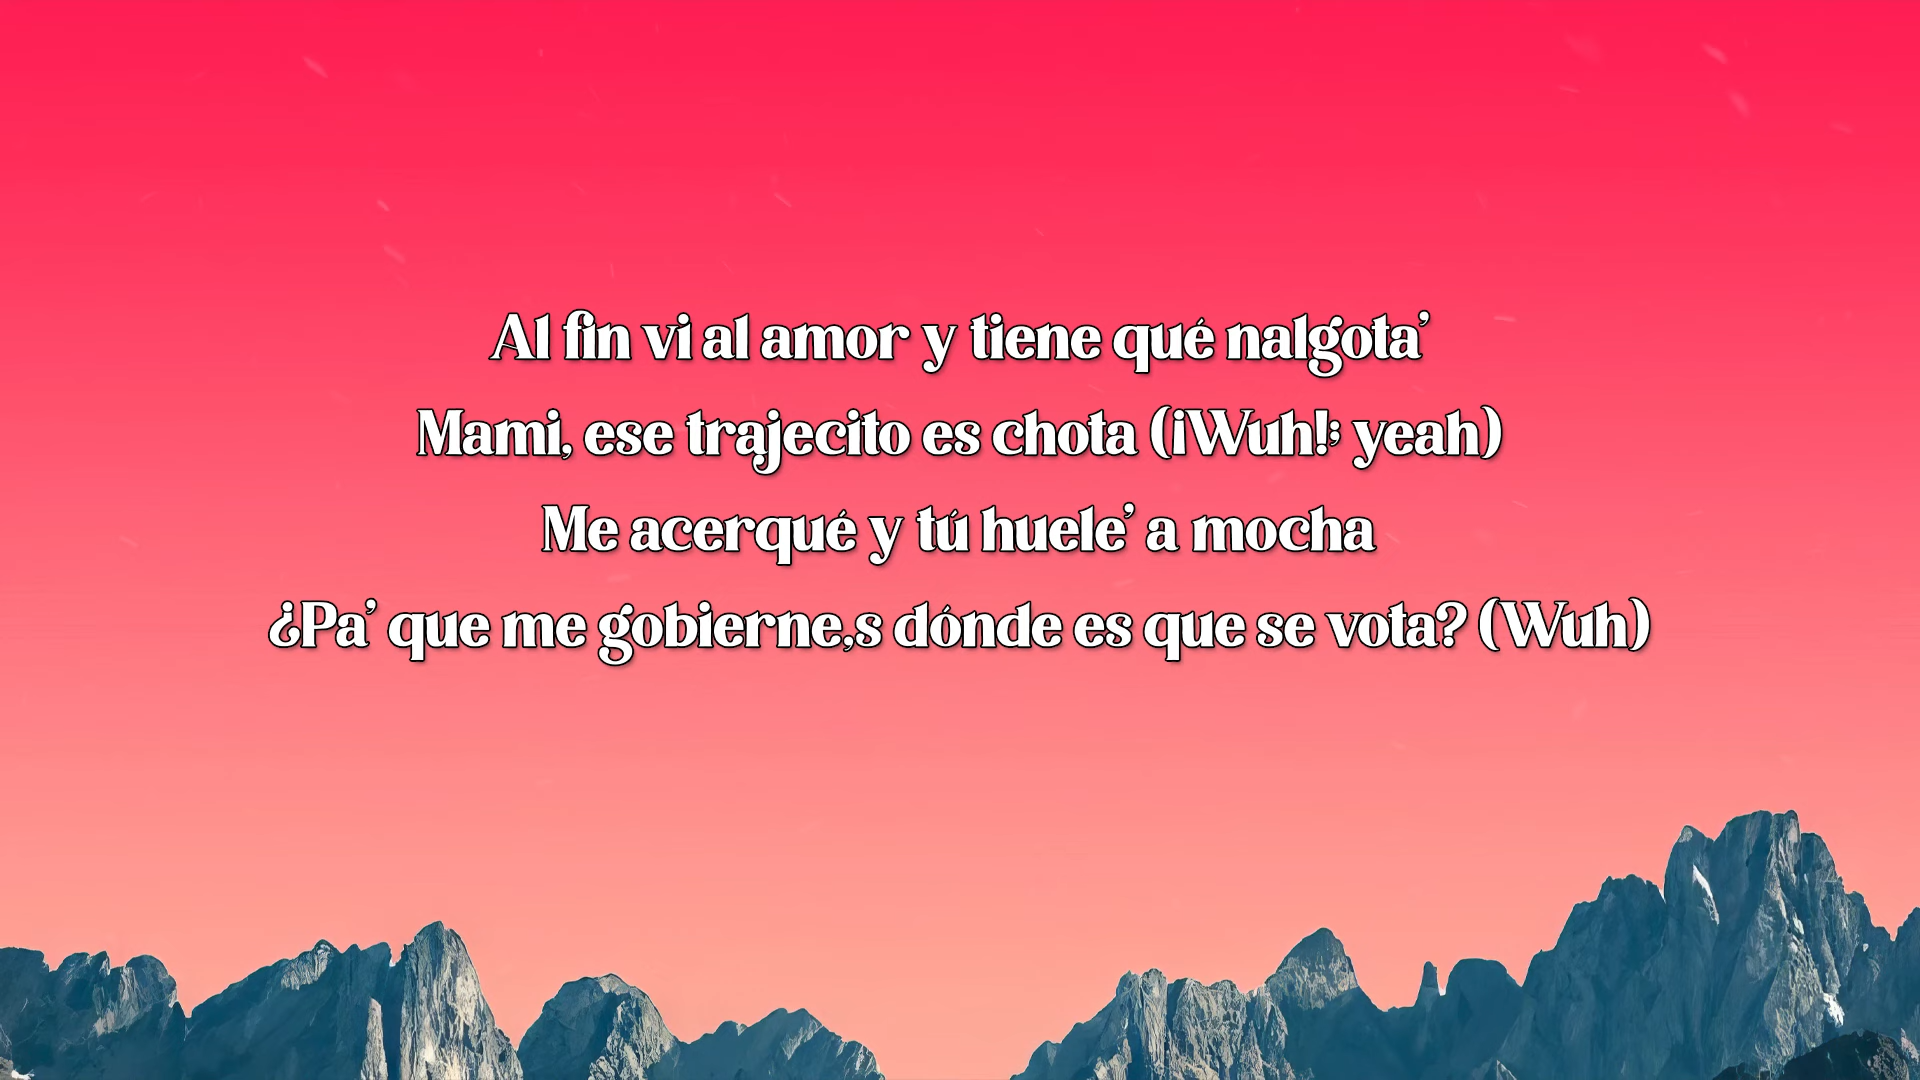 Al fin vi al amor y tiene qué nalgota’
Mami, ese trajecito es chota (¡Wuh!; yeah)
Me acerqué y tú huele’ a mocha
¿Pa’ que me gobierne,s dónde es que se vota? (Wuh)